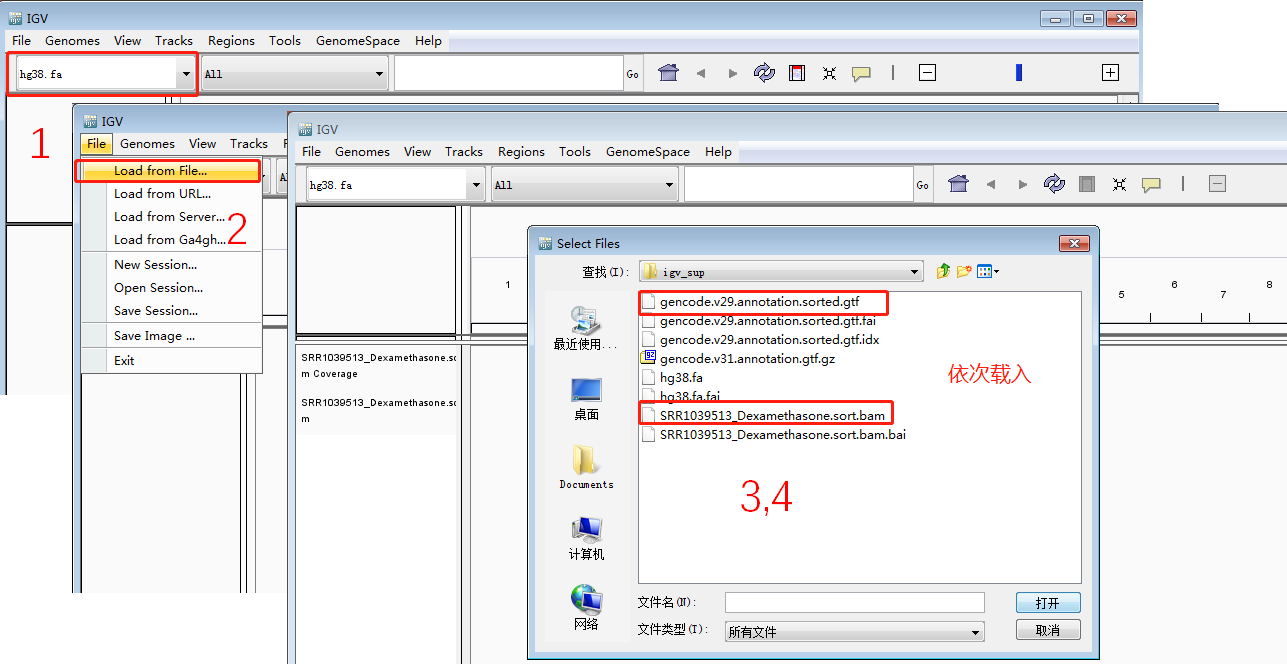 IGV
File Genomes View Tracks Regions Tools GenomeSpace Help
hg38.fa All Go
1
IGV
File Genomes View Tracks
Load from File...
Load from URL...
Load from Server...
Load from Ga4gh...
2
New Session...
Open Session...
Save Session...
Save Image ...
Exit
IGV
File Genomes View Tracks Regions Tools GenomeSpace Help
hg38.fa All Go
1 5 6 7 8
SRR1039513_Dexamethasone.so
m Coverage
SRR1039513_Dexamethasone.so
m
Select Files
查找(I): igv_sup
最近使用...
桌面
Documents
计算机
网络
gencode.v29.annotation.sorted.gtf
gencode.v29.annotation.sorted.gtf.fai
gencode.v29.annotation.sorted.gtf.idx
gencode.v31.annotation.gtf.gz
hg38.fa
hg38.fa.fai
SRR1039513_Dexamethasone.sort.bam
SRR1039513_Dexamethasone.sort.bam.bai
依次载入
3,4
文件名(N): 打开
文件类型(T): 所有文件 取消